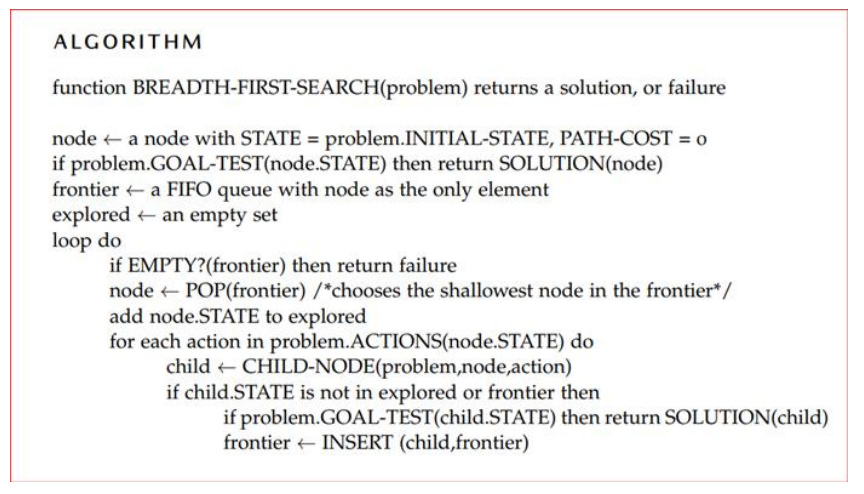 ALGORITHM
function BREADTH-FIRST-SEARCH(problem) returns a solution, or failure
node ← a node with STATE = problem.INITIAL-STATE, PATH-COST = 0
if problem.GOAL-TEST(node.STATE) then return SOLUTION(node)
frontier ← a FIFO queue with node as the only element
explored ← an empty set
loop do
if EMPTY?(frontier) then return failure
node ← POP(frontier) /*chooses the shallowest node in the frontier*/
add node.STATE to explored
for each action in problem.ACTIONS(node.STATE) do
child ← CHILD-NODE(problem,node,action)
if child.STATE is not in explored or frontier then
if problem.GOAL-TEST(child.STATE) then return SOLUTION(child)
frontier ← INSERT (child,frontier)